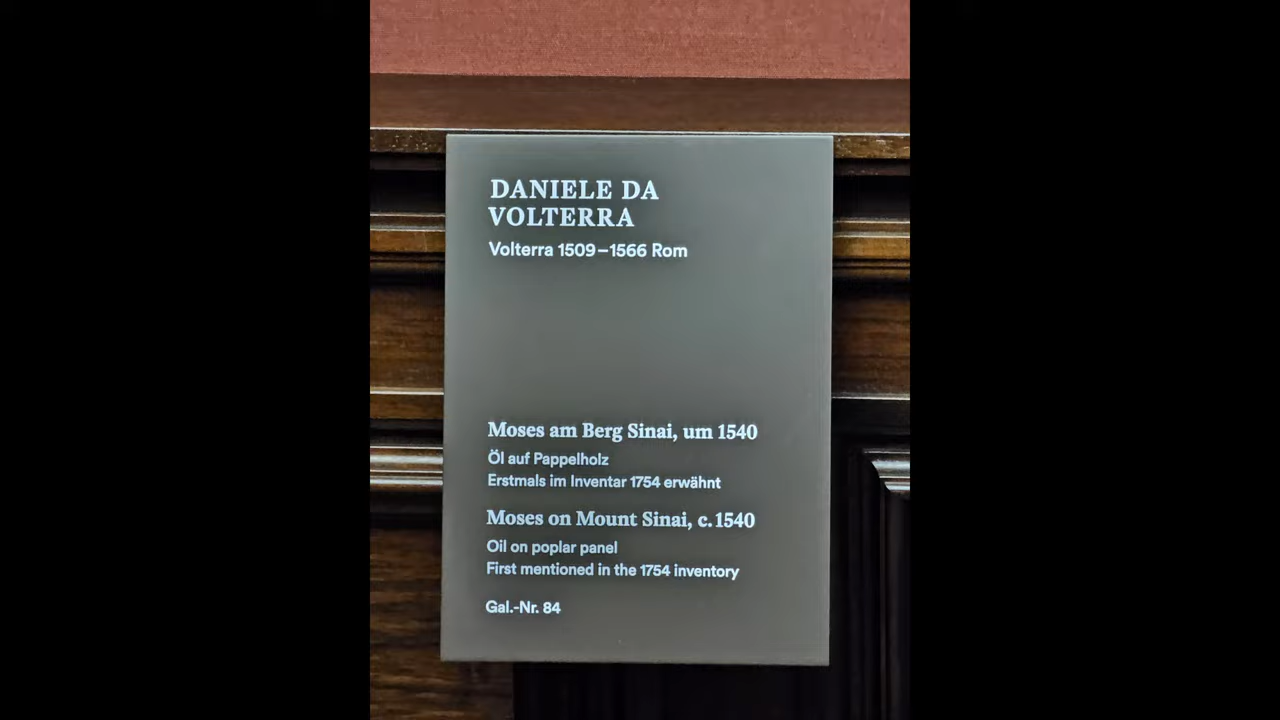 DANIELE DA
VOLTERRA
Volterra 1509–1566 Rom
Moses am Berg Sinai, um 1540
Öl auf Pappelholz
Erstmals im Inventar 1754 erwähnt
Moses on Mount Sinai, c. 1540
Oil on poplar panel
First mentioned in the 1754 inventory
Gal.-Nr. 84